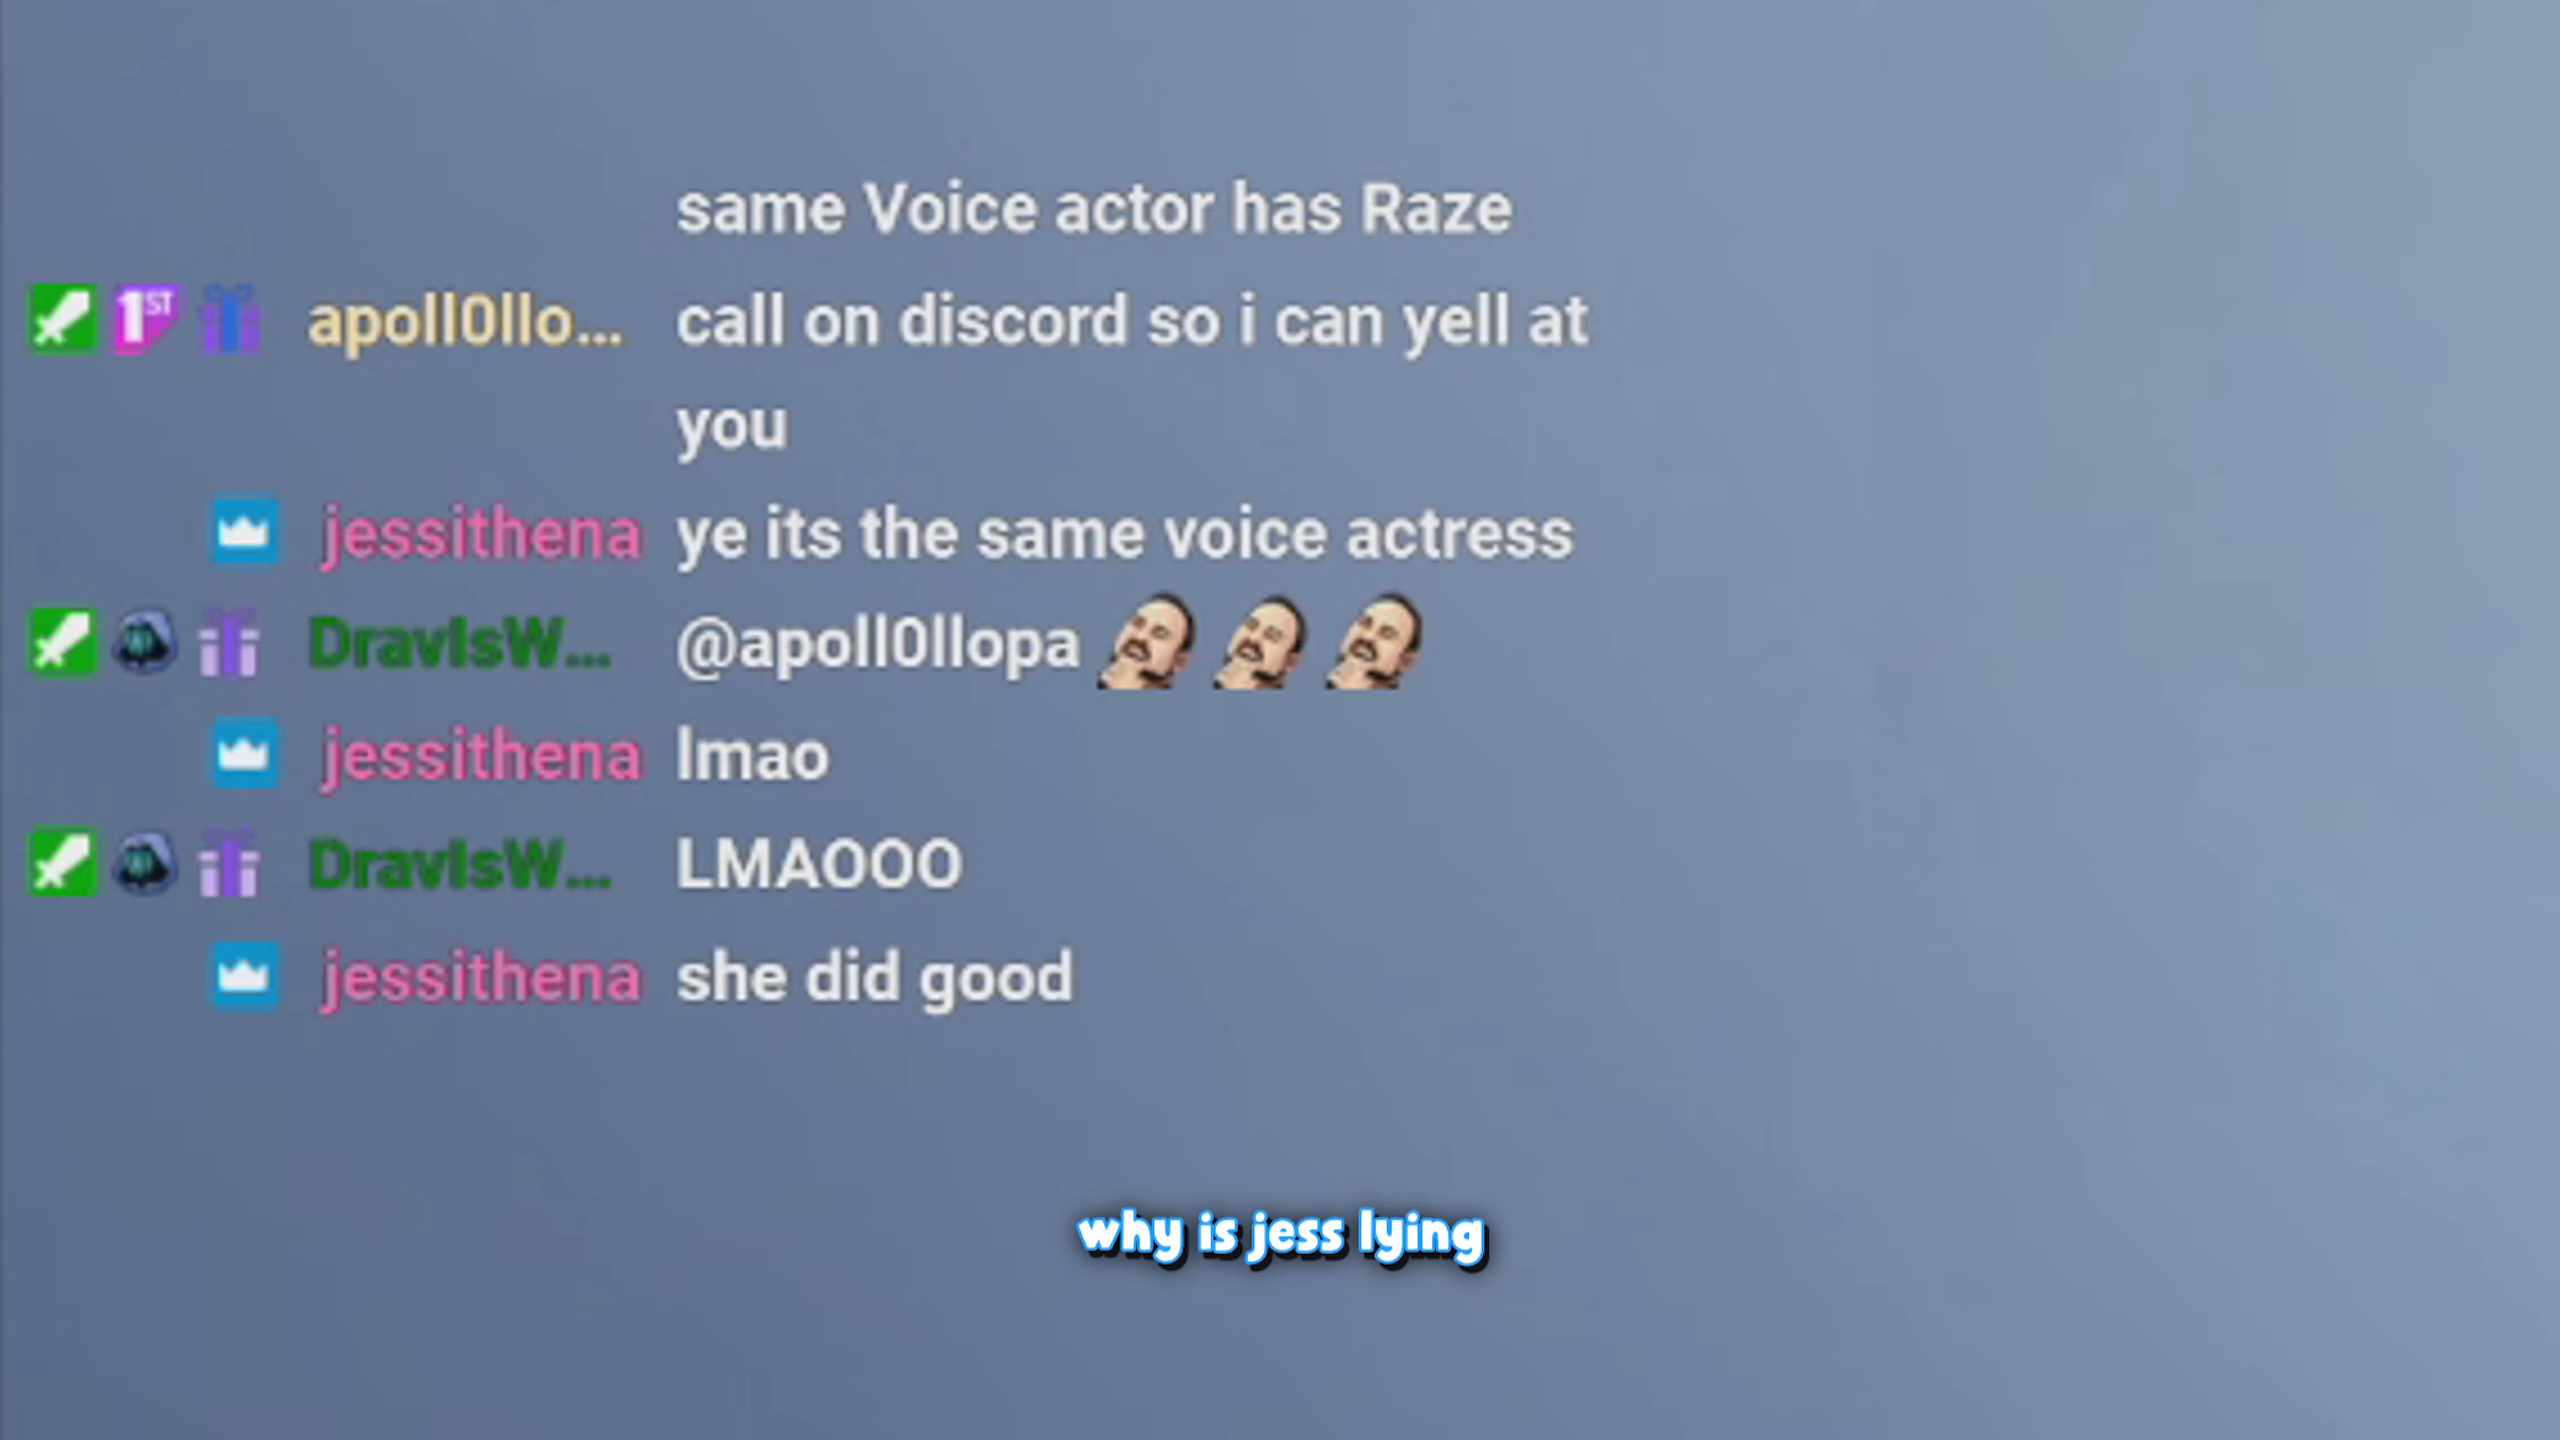 same Voice actor has Raze
1ST apoll0llo... call on discord so i can yell at
you
jessithena ye its the same voice actress
DravIsW... @apoll0llopa
jessithena lmao
DravIsW... LMAOOO
jessithena she did good
why is jess lying